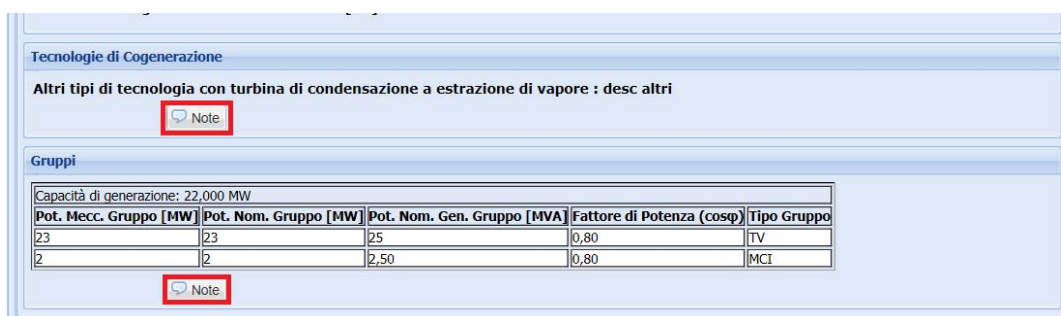 Tecnologie di Cogenerazione
Altri tipi di tecnologia con turbina di condensazione a estrazione di vapore : desc altri
Note
Gruppi
Capacità di generazione: 22,000 MW
Pot. Mecc. Gruppo [MW] Pot. Nom. Gruppo [MW] Pot. Nom. Gen. Gruppo [MVA] Fattore di Potenza (cosφ) Tipo Gruppo
23 23 25 0,80 TV
2 2 2,50 0,80 MCI
Note